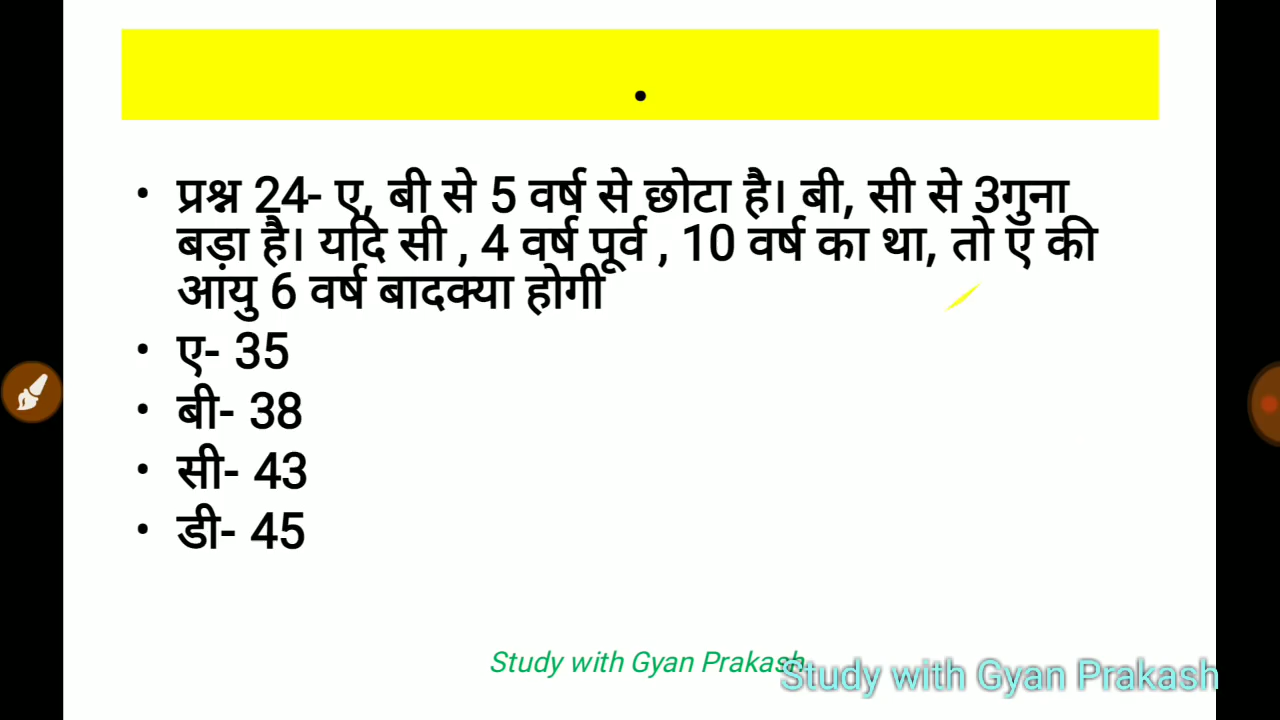 .
• प्रश्न 24- ए, बी से 5 वर्ष से छोटा है। बी, सी से 3गुना
बड़ा है। यदि सी , 4 वर्ष पूर्व , 10 वर्ष का था, तो ए की
आयु 6 वर्ष बादक्या होगी
• ए- 35
• बी- 38
• सी- 43
• डी- 45
Study with Gyan Prakash
Study with Gyan Prakash